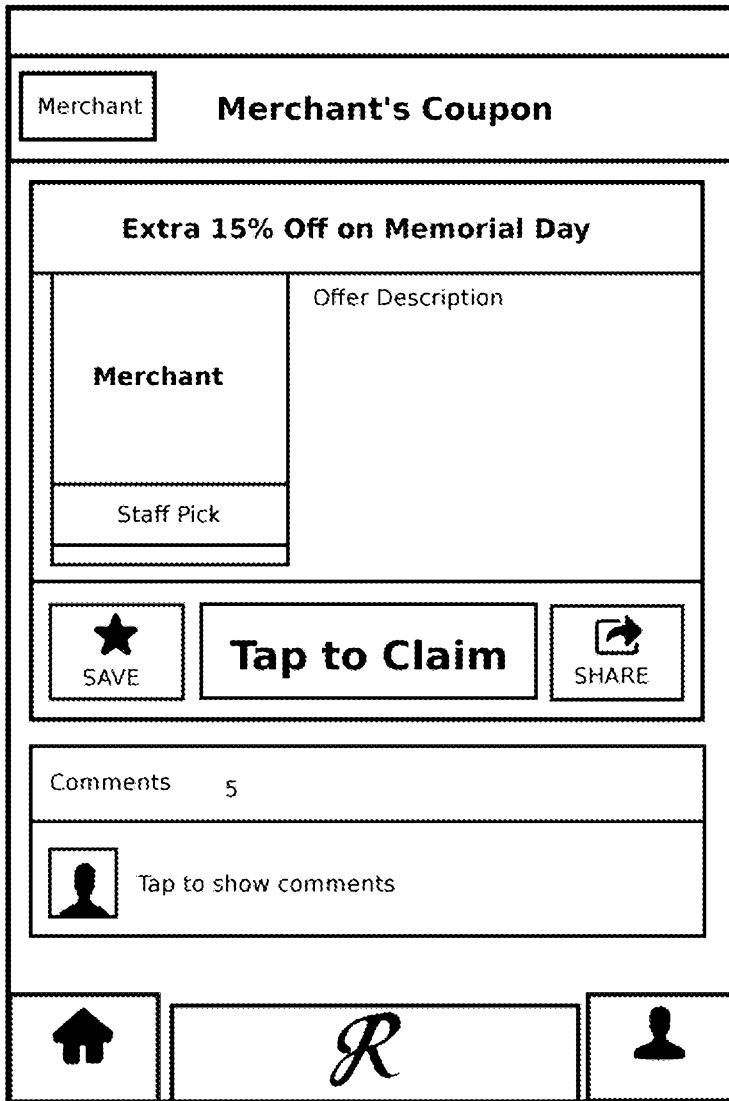 Merchant
Merchant's Coupon
Extra 15% Off on Memorial Day
Merchant
Offer Description
Staff Pick
SAVE
Tap to Claim
SHARE
Comments 5
Tap to show comments
R